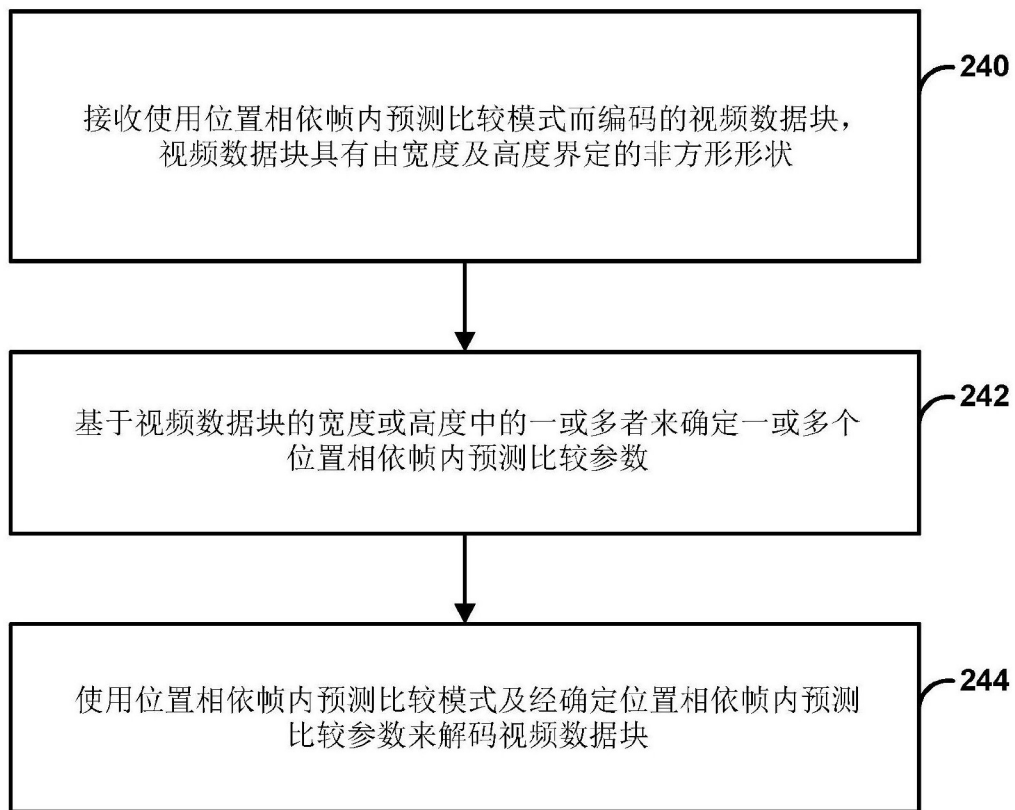 接收使用位置相依帧内预测比较模式而编码的视频数据块，
视频数据块具有由宽度及高度界定的非方形形状
240
基于视频数据块的宽度或高度中的一或多者来确定一或多个
位置相依帧内预测比较参数
242
使用位置相依帧内预测比较模式及经确定位置相依帧内预测
比较参数来解码视频数据块
244